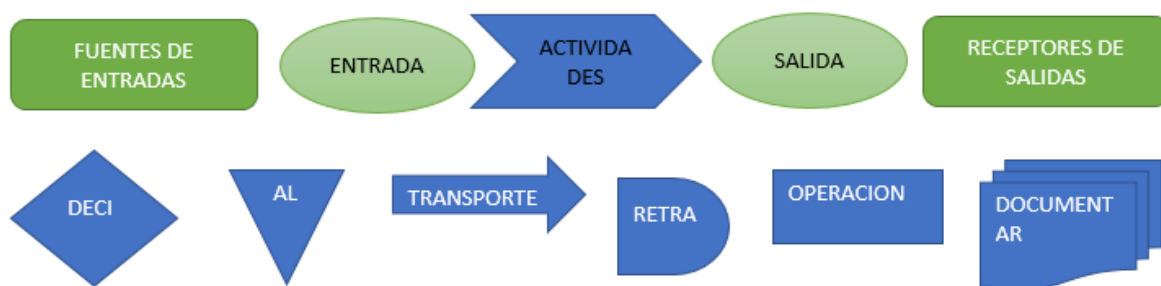 FUENTES DE
ENTRADAS
ENTRADA
ACTIVIDA
DES
SALIDA
RECEPTORES DE
SALIDAS
DECI
AL
TRANSPORTE
RETRA
OPERACION
DOCUMENT
AR